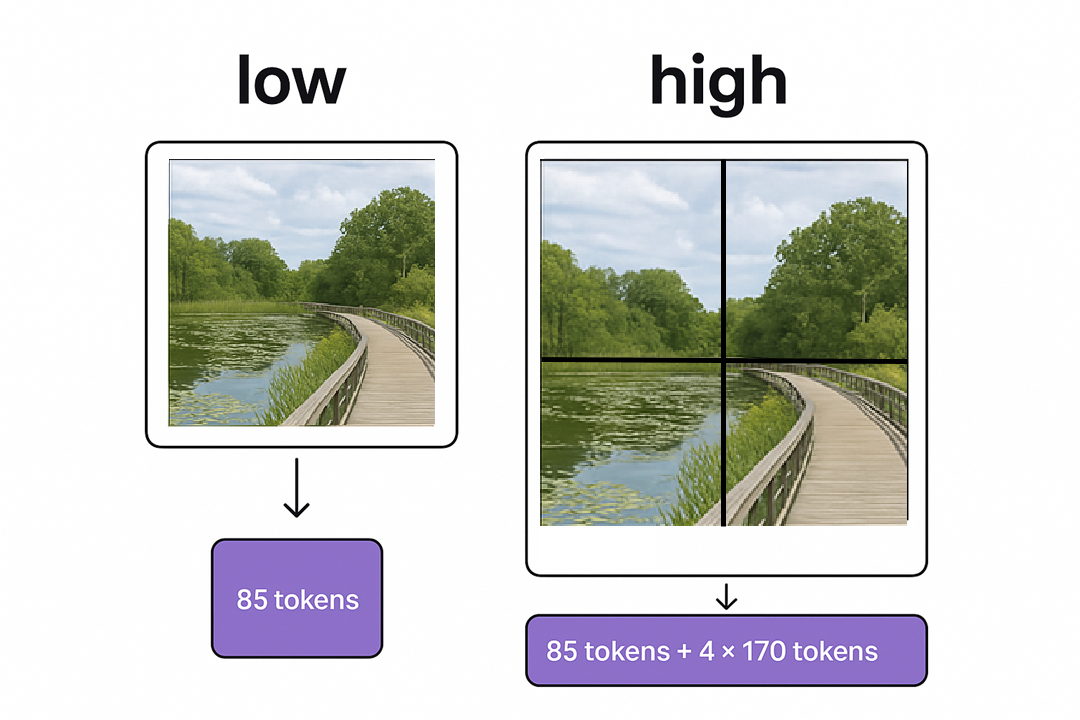 low
high
85 tokens
85 tokens + 4 × 170 tokens